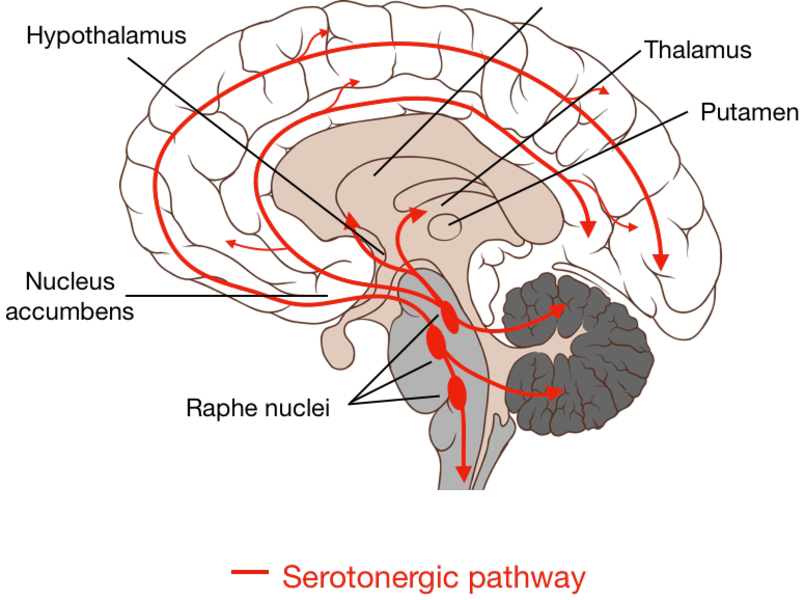 Hypothalamus
Thalamus
Putamen
Nucleus
accumbens
Raphe nuclei
Serotonergic pathway